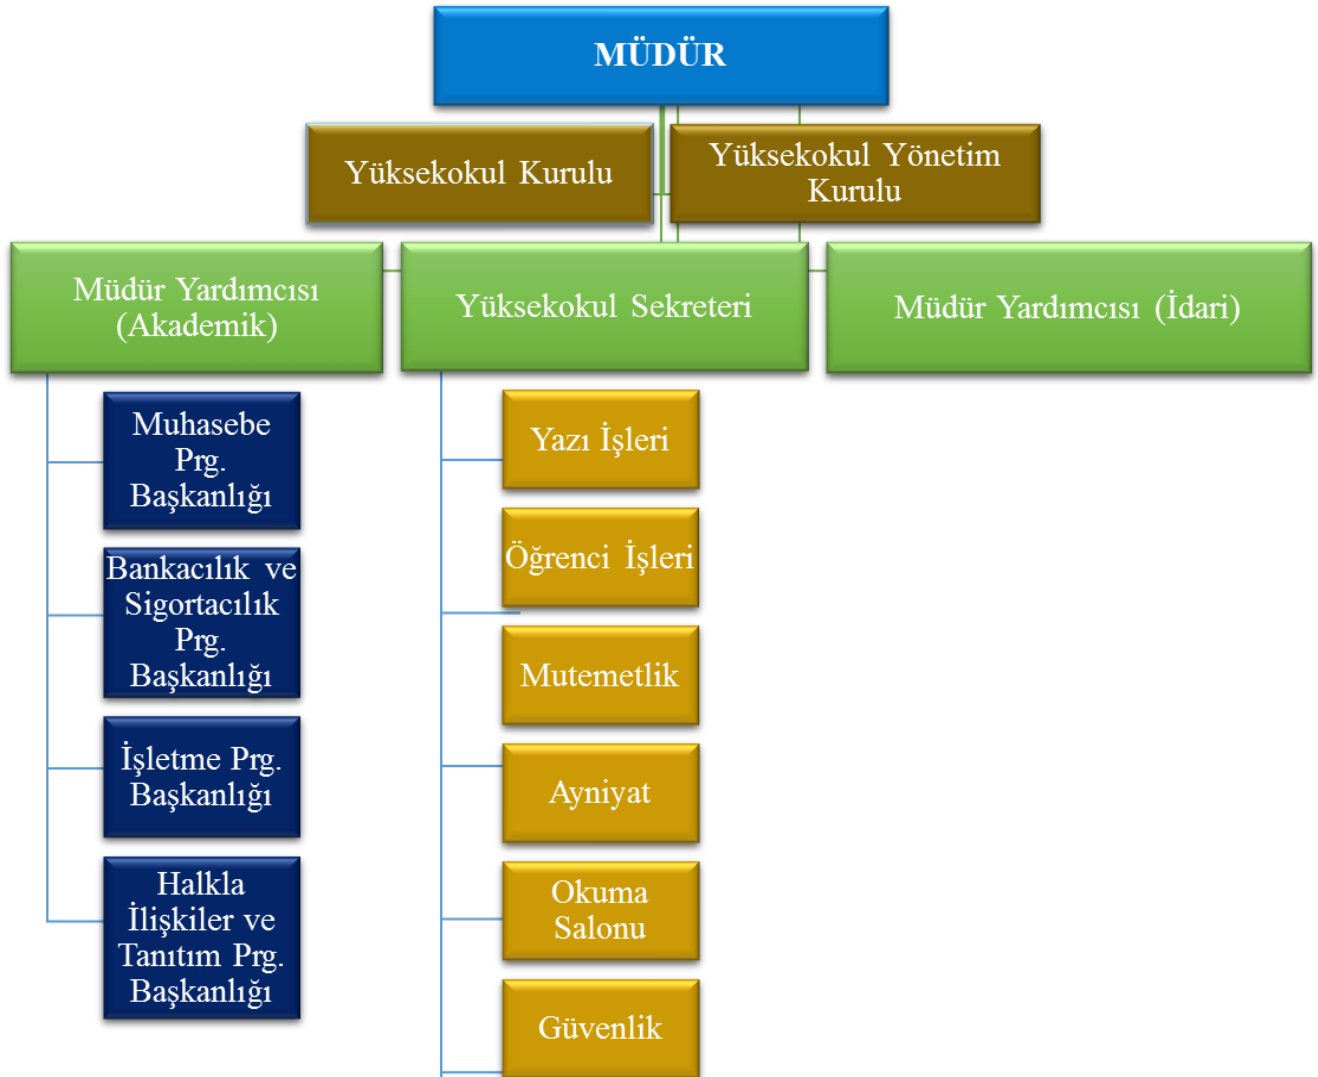 MÜDÜR
Yüksekokul Kurulu
Yüksekokul Yönetim
Kurulu
Müdür Yardımcısı
(Akademik)
Yüksekokul Sekreteri
Müdür Yardımcısı (İdari)
Muhasebe
Prg.
Başkanlığı
Bankacılık ve
Sigortacılık
Prg.
Başkanlığı
İşletme Prg.
Başkanlığı
Halkla
İlişkiler ve
Tanıtım Prg.
Başkanlığı
Yazı İşleri
Öğrenci İşleri
Mutemetlik
Ayniyat
Okuma
Salonu
Güvenlik